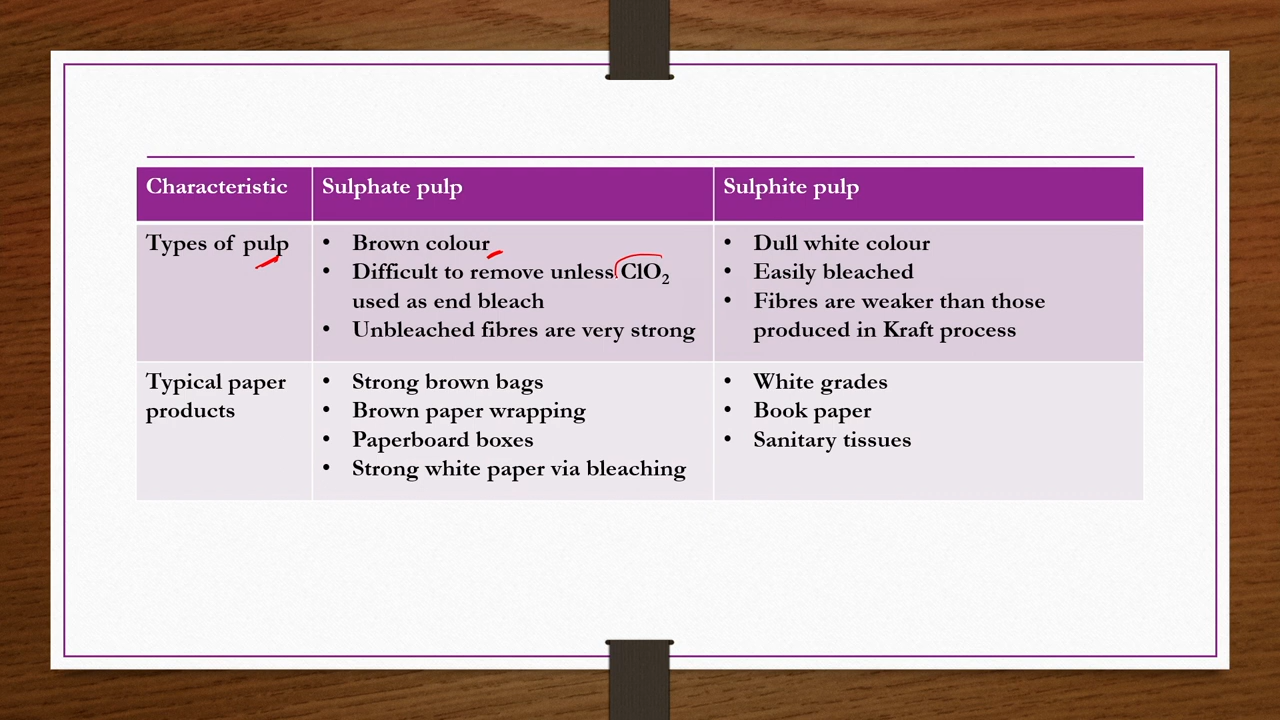 Characteristic
Sulphate pulp
Sulphite pulp
Types of pulp
• Brown colour
• Difficult to remove unless ClO₂
used as end bleach
• Unbleached fibres are very strong
• Dull white colour
• Easily bleached
• Fibres are weaker than those
produced in Kraft process
Typical paper
products
• Strong brown bags
• Brown paper wrapping
• Paperboard boxes
• Strong white paper via bleaching
• White grades
• Book paper
• Sanitary tissues